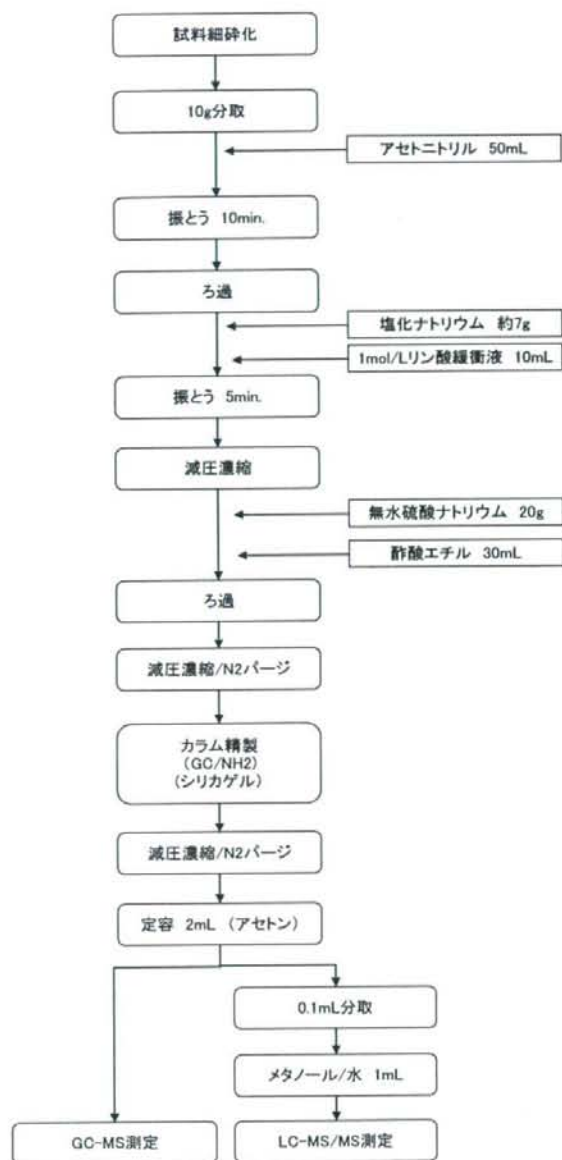 試料細砕化
10g分取
アセトニトリル 50mL
振とう 10min.
ろ過
塩化ナトリウム 約7g
1mol/Lリン酸緩衝液 10mL
振とう 5min.
減圧濃縮
無水硫酸ナトリウム 20g
酢酸エチル 30mL
ろ過
減圧濃縮/N2パージ
カラム精製
(GC/NH2)
(シリカゲル)
減圧濃縮/N2パージ
定容 2mL (アセトン)
0.1mL分取
メタノール/水 1mL
GC-MS測定
LC-MS/MS測定